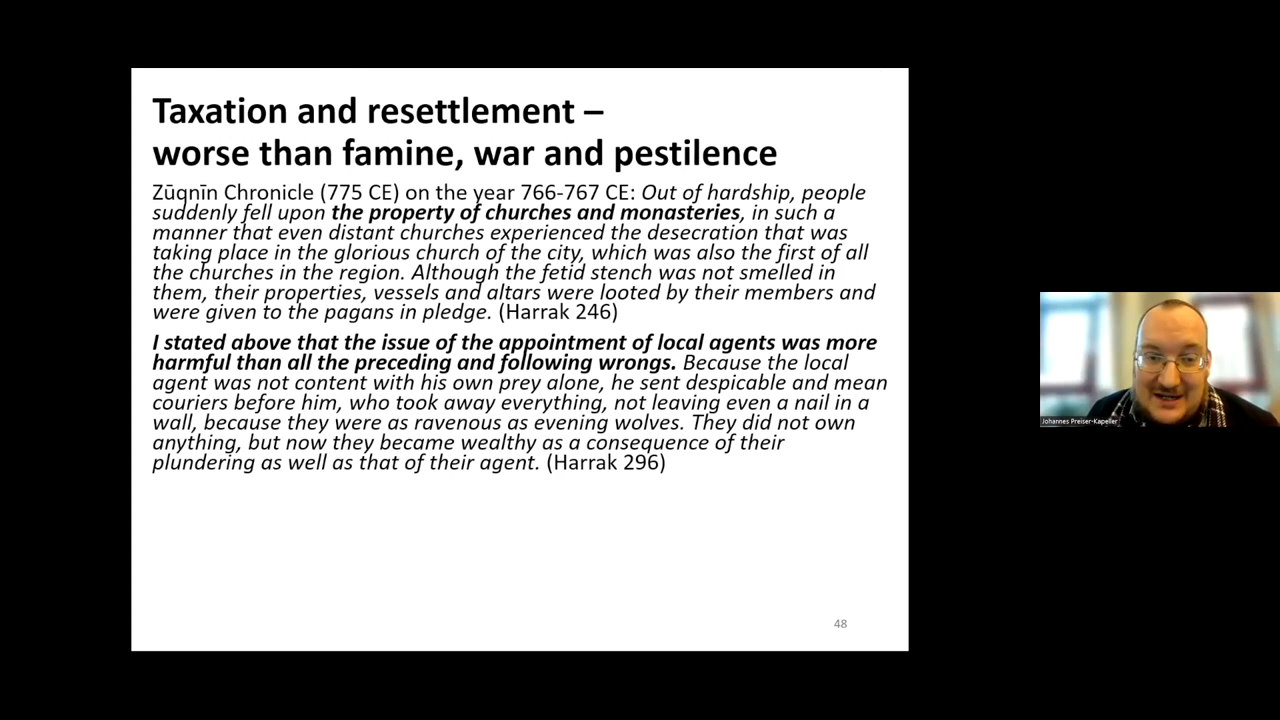 Taxation and resettlement –
worse than famine, war and pestilence
Zūqnīn Chronicle (775 CE) on the year 766-767 CE: Out of hardship, people
suddenly fell upon the property of churches and monasteries, in such a
manner that even distant churches experienced the desecration that was
taking place in the glorious church of the city, which was also the first of all
the churches in the region. Although the fetid stench was not smelled in
them, their properties, vessels and altars were looted by their members and
were given to the pagans in pledge. (Harrak 246)
I stated above that the issue of the appointment of local agents was more
harmful than all the preceding and following wrongs. Because the local
agent was not content with his own prey alone, he sent despicable and mean
couriers before him, who took away everything, not leaving even a nail in a
wall, because they were as ravenous as evening wolves. They did not own
anything, but now they became wealthy as a consequence of their
plundering as well as that of their agent. (Harrak 296)
48
Johannes Preiser-Kapeller